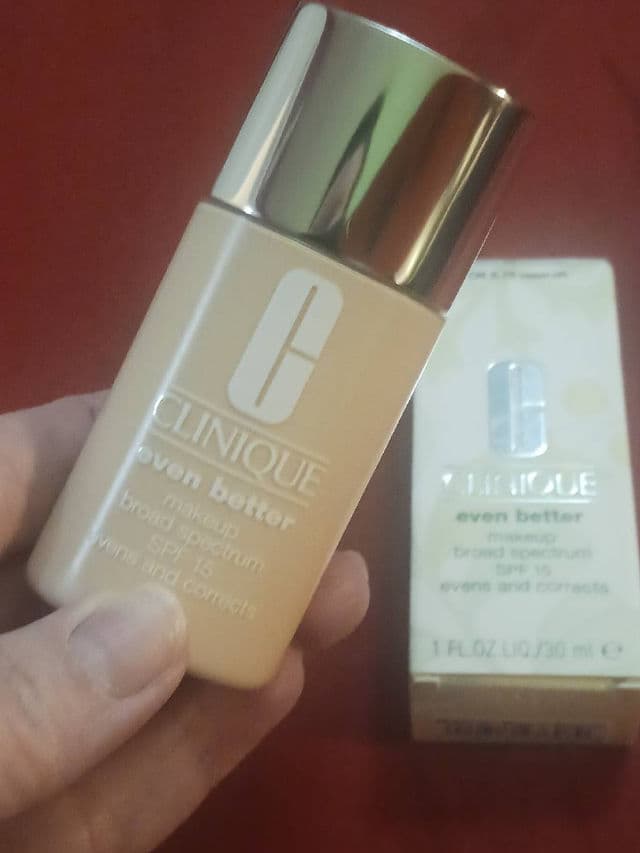 CLINIQUE
even better
makeup
broad spectrum
SPF 15
evens and corrects
CLINIQUE
even better
makeup
broad spectrum
SPF 15
evens and corrects
1 FL.OZ.LIQ./30 ml e